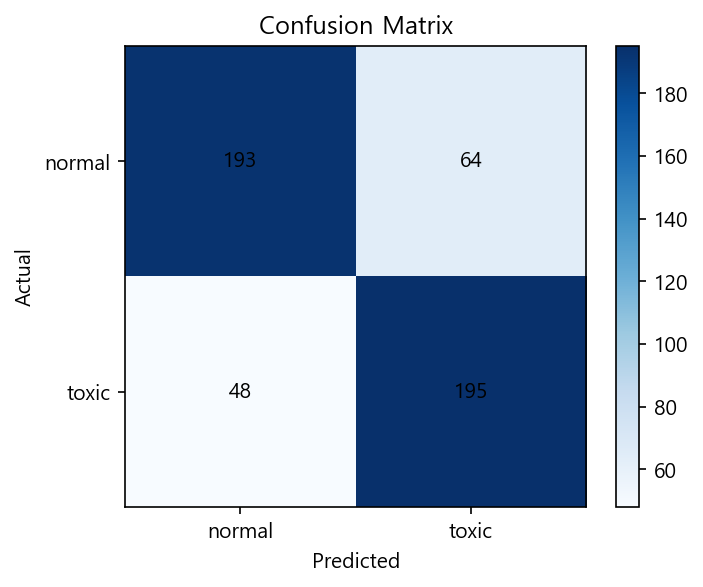 Confusion Matrix
normal
193
64
Actual
toxic
48
195
normal
toxic
Predicted
180
160
140
120
100
80
60